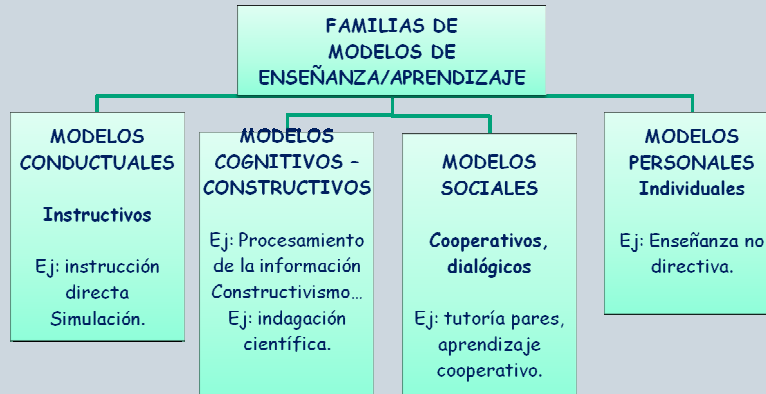 FAMILIAS DE
MODELOS DE
ENSEÑANZA/APRENDIZAJE
MODELOS
CONDUCTUALES
Instructivos
Ej: instrucción
directa
Simulación.
MODELOS
COGNITIVOS –
CONSTRUCTIVOS
Ej: Procesamiento
de la información
Constructivismo...
Ej: indagación
científica.
MODELOS
SOCIALES
Cooperativos,
dialógicos
Ej: tutoría pares,
aprendizaje
cooperativo.
MODELOS
PERSONALES
Individuales
Ej: Enseñanza no
directiva.